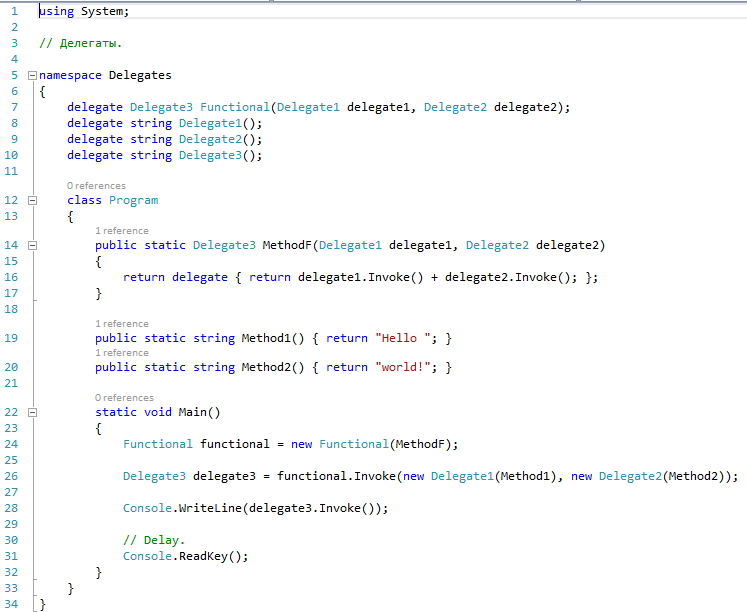 1 using System;
2
3 // Делегаты.
4
5 namespace Delegates
6 {
7 delegate Delegate3 Functional(Delegate1 delegate1, Delegate2 delegate2);
8 delegate string Delegate1();
9 delegate string Delegate2();
10 delegate string Delegate3();
11
0 references
12 class Program
13 {
1 reference
14 public static Delegate3 MethodF(Delegate1 delegate1, Delegate2 delegate2)
15 {
16 return delegate { return delegate1.Invoke() + delegate2.Invoke(); };
17 }
18
1 reference
19 public static string Method1() { return "Hello "; }
1 reference
20 public static string Method2() { return "world!"; }
21
0 references
22 static void Main()
23 {
24 Functional functional = new Functional(MethodF);
25
26 Delegate3 delegate3 = functional.Invoke(new Delegate1(Method1), new Delegate2(Method2));
27
28 Console.WriteLine(delegate3.Invoke());
29
30 // Delay.
31 Console.ReadKey();
32 }
33 }
34 }